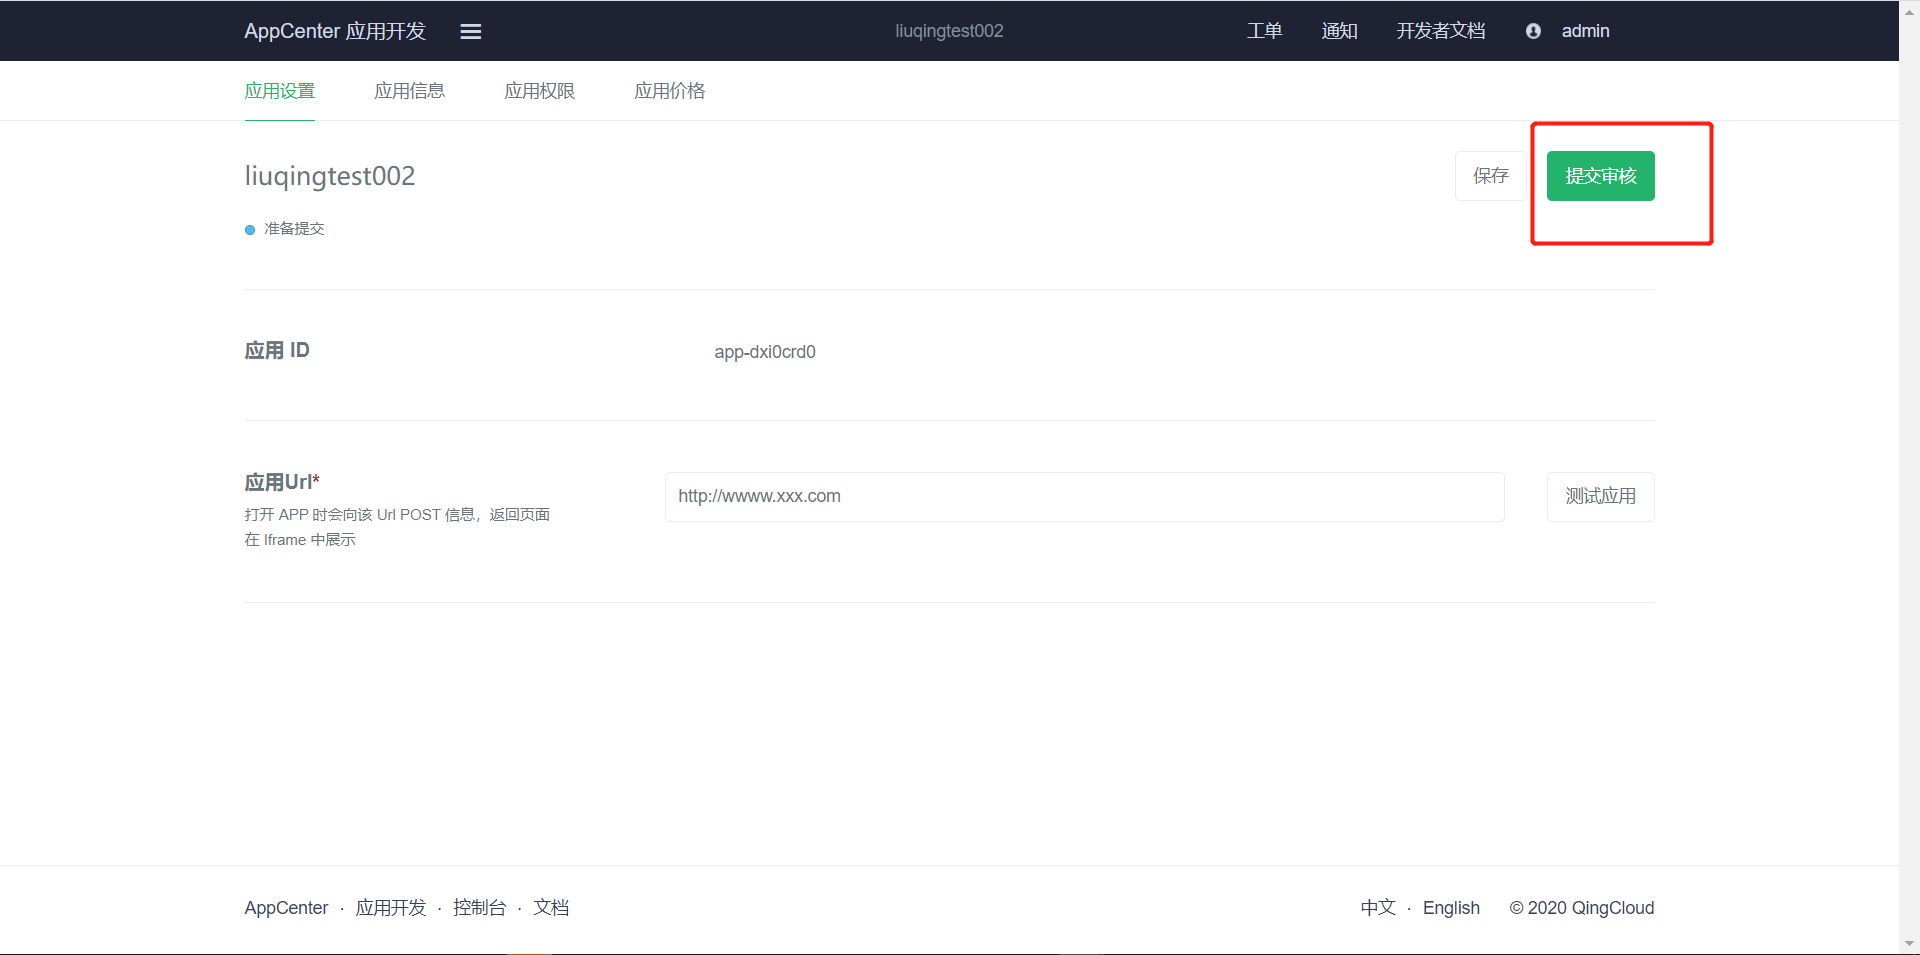 AppCenter 应用开发 liuqingtest002 工单 通知 开发者文档 admin
应用设置 应用信息 应用权限 应用价格
liuqingtest002 保存 提交审核
准备提交
应用 ID app-dxi0crd0
应用Url*
打开 APP 时会向该 Url POST 信息，返回页面
在 Iframe 中展示
http://wwww.xxx.com 测试应用
AppCenter · 应用开发 · 控制台 · 文档 中文 · English © 2020 QingCloud